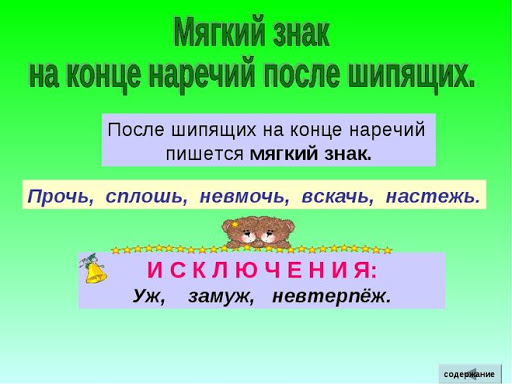 Мягкий знак
на конце наречий после шипящих.
После шипящих на конце наречий
пишется мягкий знак.
Прочь, сплошь, невмочь, вскачь, настежь.
И С К Л Ю Ч Е Н И Я:
Уж, замуж, невтерпёж.
содержание